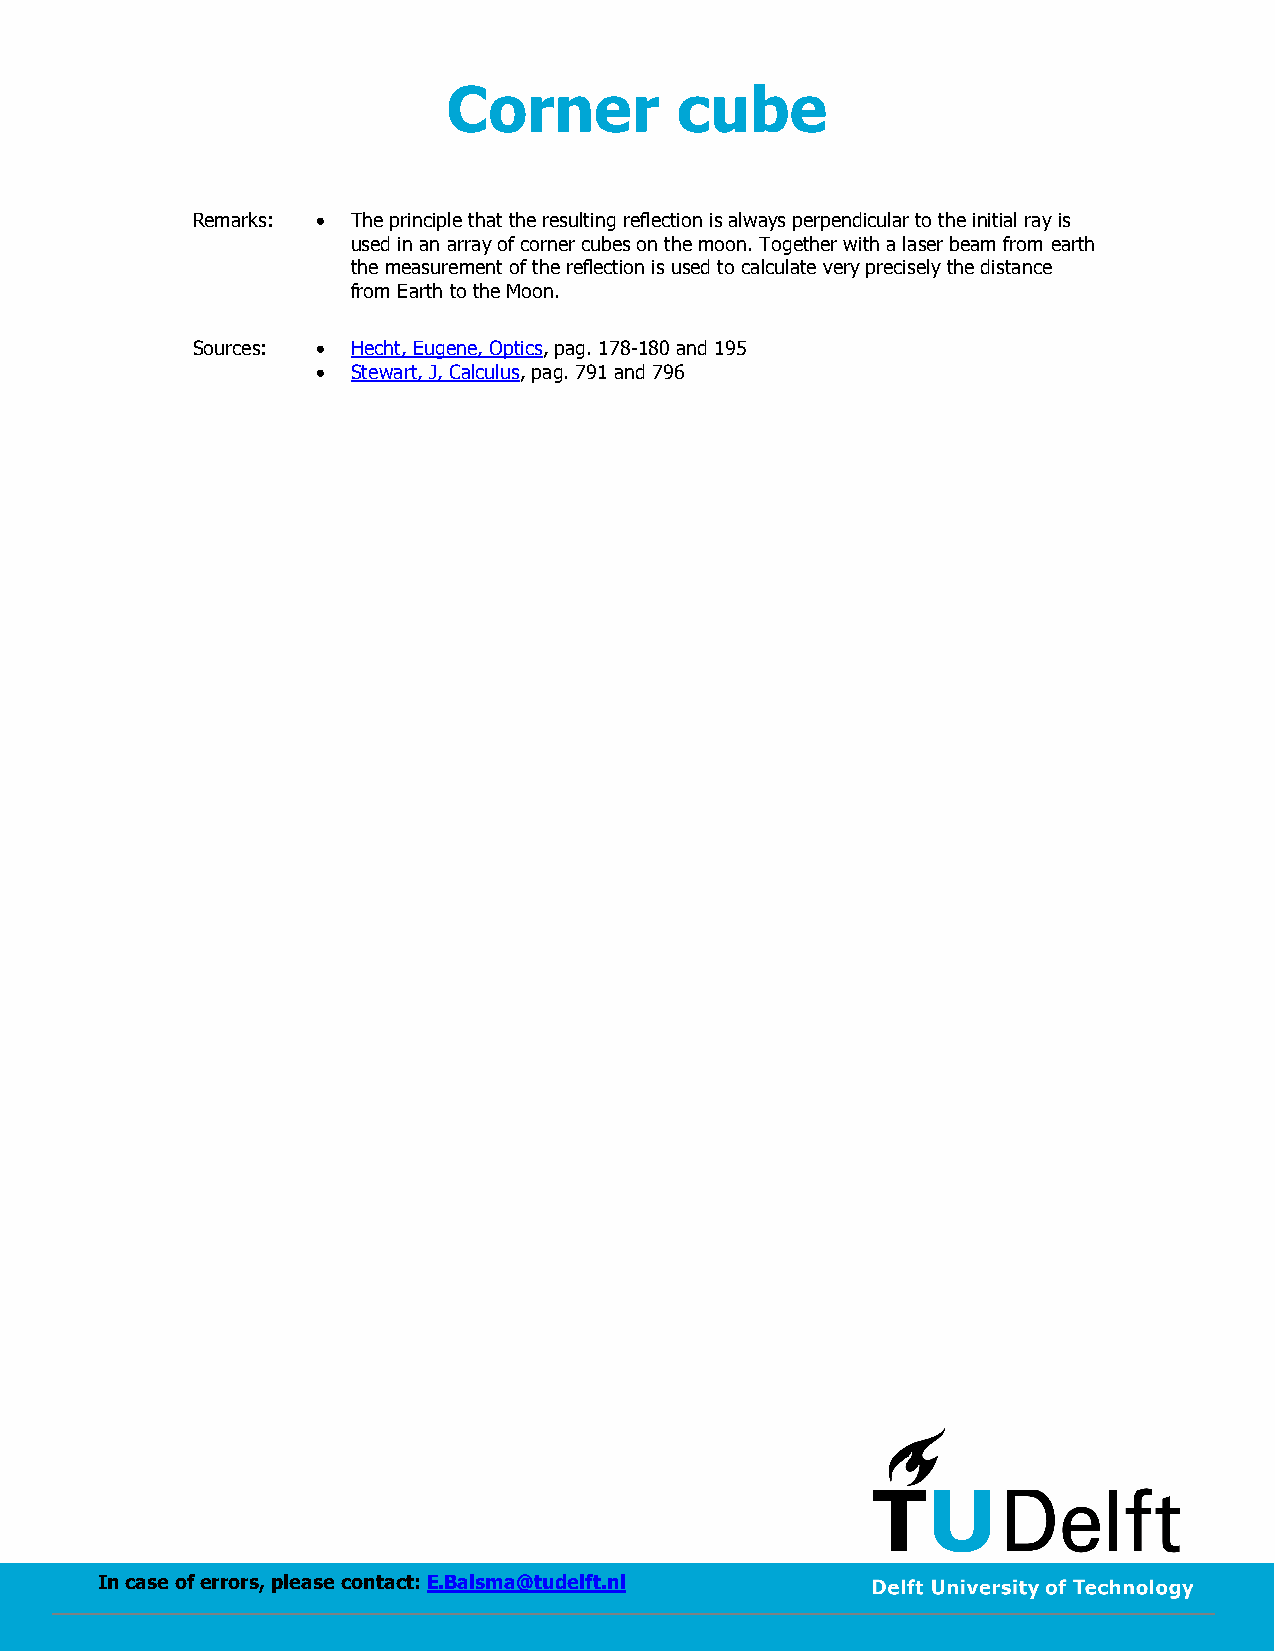 Corner cube
Remarks: • The principle that the resulting reflection is always perpendicular to the initial ray is
used in an array of corner cubes on the moon. Together with a laser beam from earth
the measurement of the reflection is used to calculate very precisely the distance
from Earth to the Moon.
Sources: • Hecht, Eugene, Optics, pag. 178-180 and 195
• Stewart, J, Calculus, pag. 791 and 796
TUDelft
In case of errors, please contact: E.Balsma@tudelft.nl
Delft University of Technology